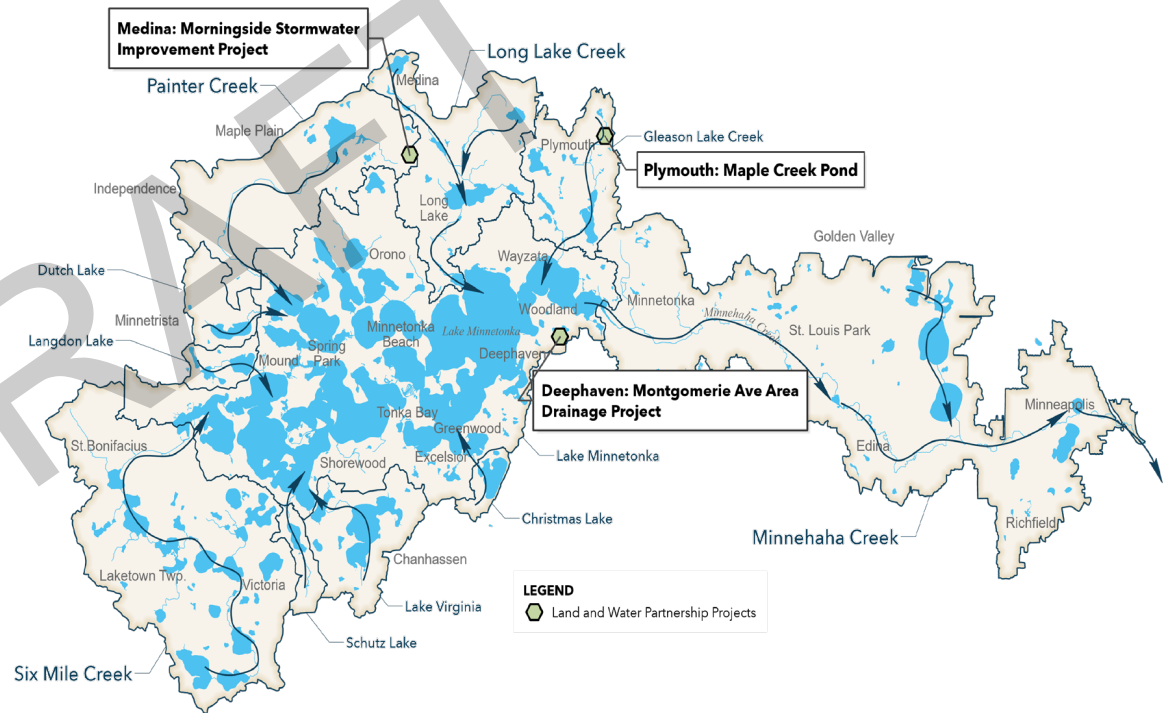 Medina: Morningside Stormwater
Improvement Project
Long Lake Creek
Painter Creek
Medina
Maple Plain
Plymouth
Gleason Lake Creek
Plymouth: Maple Creek Pond
Independence
Long
Lake
Golden Valley
Orono
Wayzata
Dutch Lake
Minnetonka
Woodland
Minnehaha Creek
Minnetrista
Minnetonka
Beach
Lake Minnetonka
St. Louis Park
Langdon Lake
Spring
Park
Mound
Deephaven
Deephaven: Montgomerie Ave Area
Drainage Project
Tonka Bay
Greenwood
Minneapolis
St.Bonifacius
Edina
Excelsior
Lake Minnetonka
Shorewood
Christmas Lake
Richfield
Minnehaha Creek
Chanhassen
Laketown Twp.
Victoria
LEGEND
Land and Water Partnership Projects
Lake Virginia
Schutz Lake
Six Mile Creek
RAFT